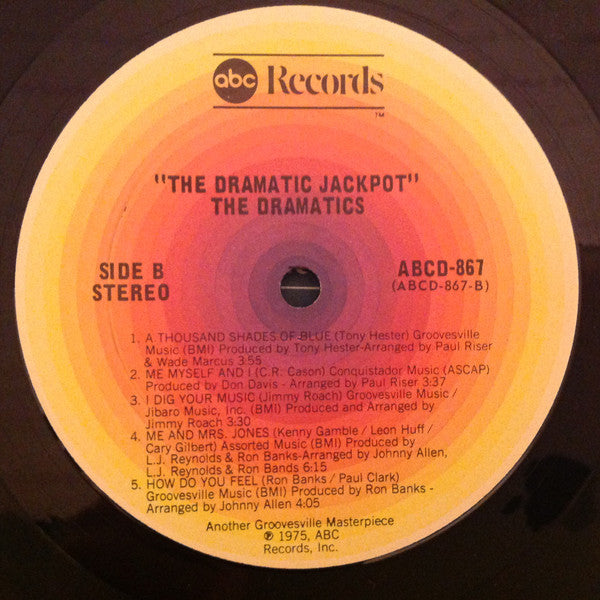 abc Records
TM
"THE DRAMATIC JACKPOT"
THE DRAMATICS
SIDE B
STEREO
ABCD-867
(ABCD-867-B)
1. A THOUSAND SHADES OF BLUE (Tony Hester) Groovesville
Music (BMI) Produced by Tony Hester-Arranged by Paul Riser
& Wade Marcus 3:55
2. ME MYSELF AND I (C.R. Cason) Conquistador Music (ASCAP)
Produced by Don Davis - Arranged by Paul Riser 3:37
3. I DIG YOUR MUSIC (Jimmy Roach) Groovesville Music /
Jibaro Music, Inc. (BMI) Produced and Arranged by
Jimmy Roach 3:30
4. ME AND MRS. JONES (Kenny Gamble / Leon Huff /
Cary Gilbert) Assorted Music (BMI) Produced by
L.J. Reynolds & Ron Banks-Arranged by Johnny Allen,
L.J. Reynolds & Ron Bands 6:15
5. HOW DO YOU FEEL (Ron Banks / Paul Clark)
Groovesville Music (BMI) Produced by Ron Banks -
Arranged by Johnny Allen 4:05
Another Groovesville Masterpiece
℗ 1975, ABC
Records, Inc.